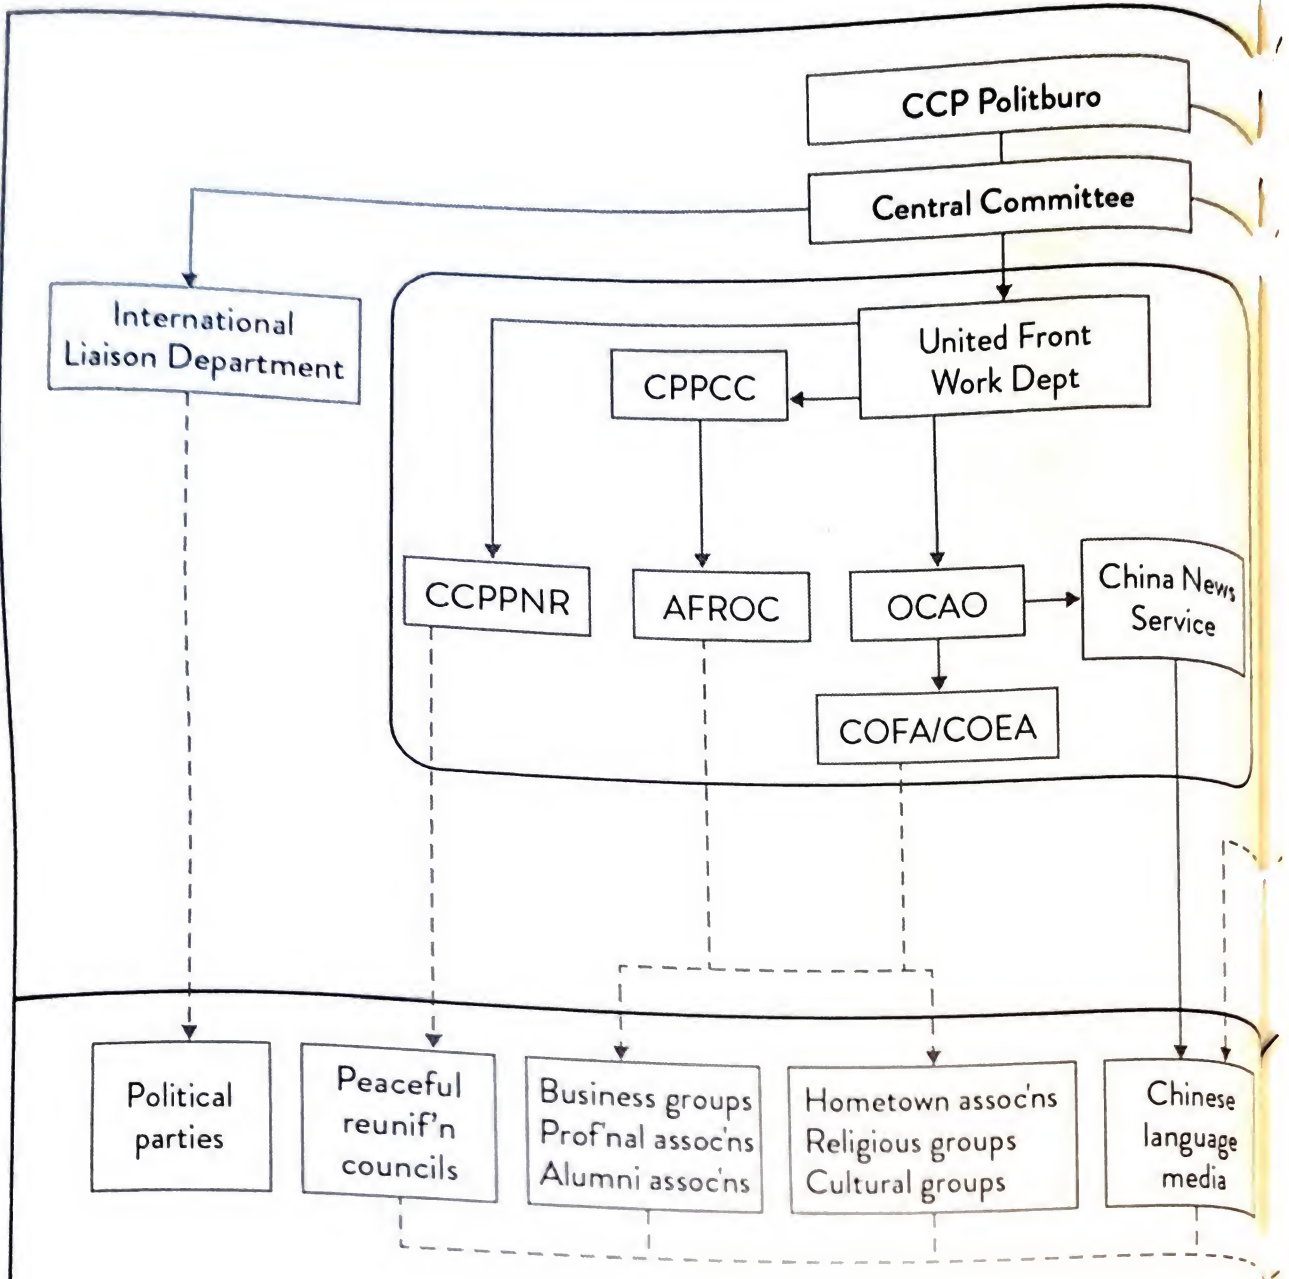 CCP Politburo
Central Committee
International
Liaison Department
United Front
Work Dept
CPPCC
CCPPNR
AFROC
OCAO
China News
Service
COFA/COEA
Political
parties
Peaceful
reunif'n
councils
Business groups
Prof'nal assoc'ns
Alumni assoc'ns
Hometown assoc'ns
Religious groups
Cultural groups
Chinese
language
media